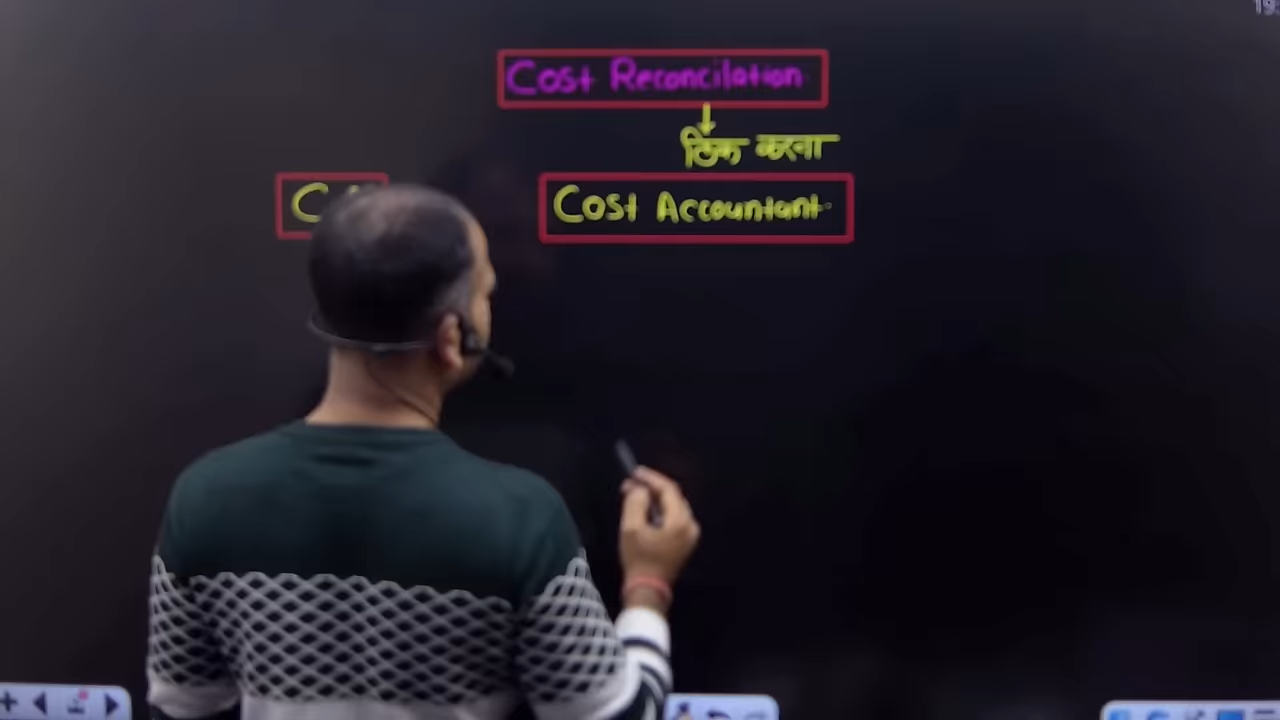 Cost Reconcilation
ठिक करना
Cost Accountant